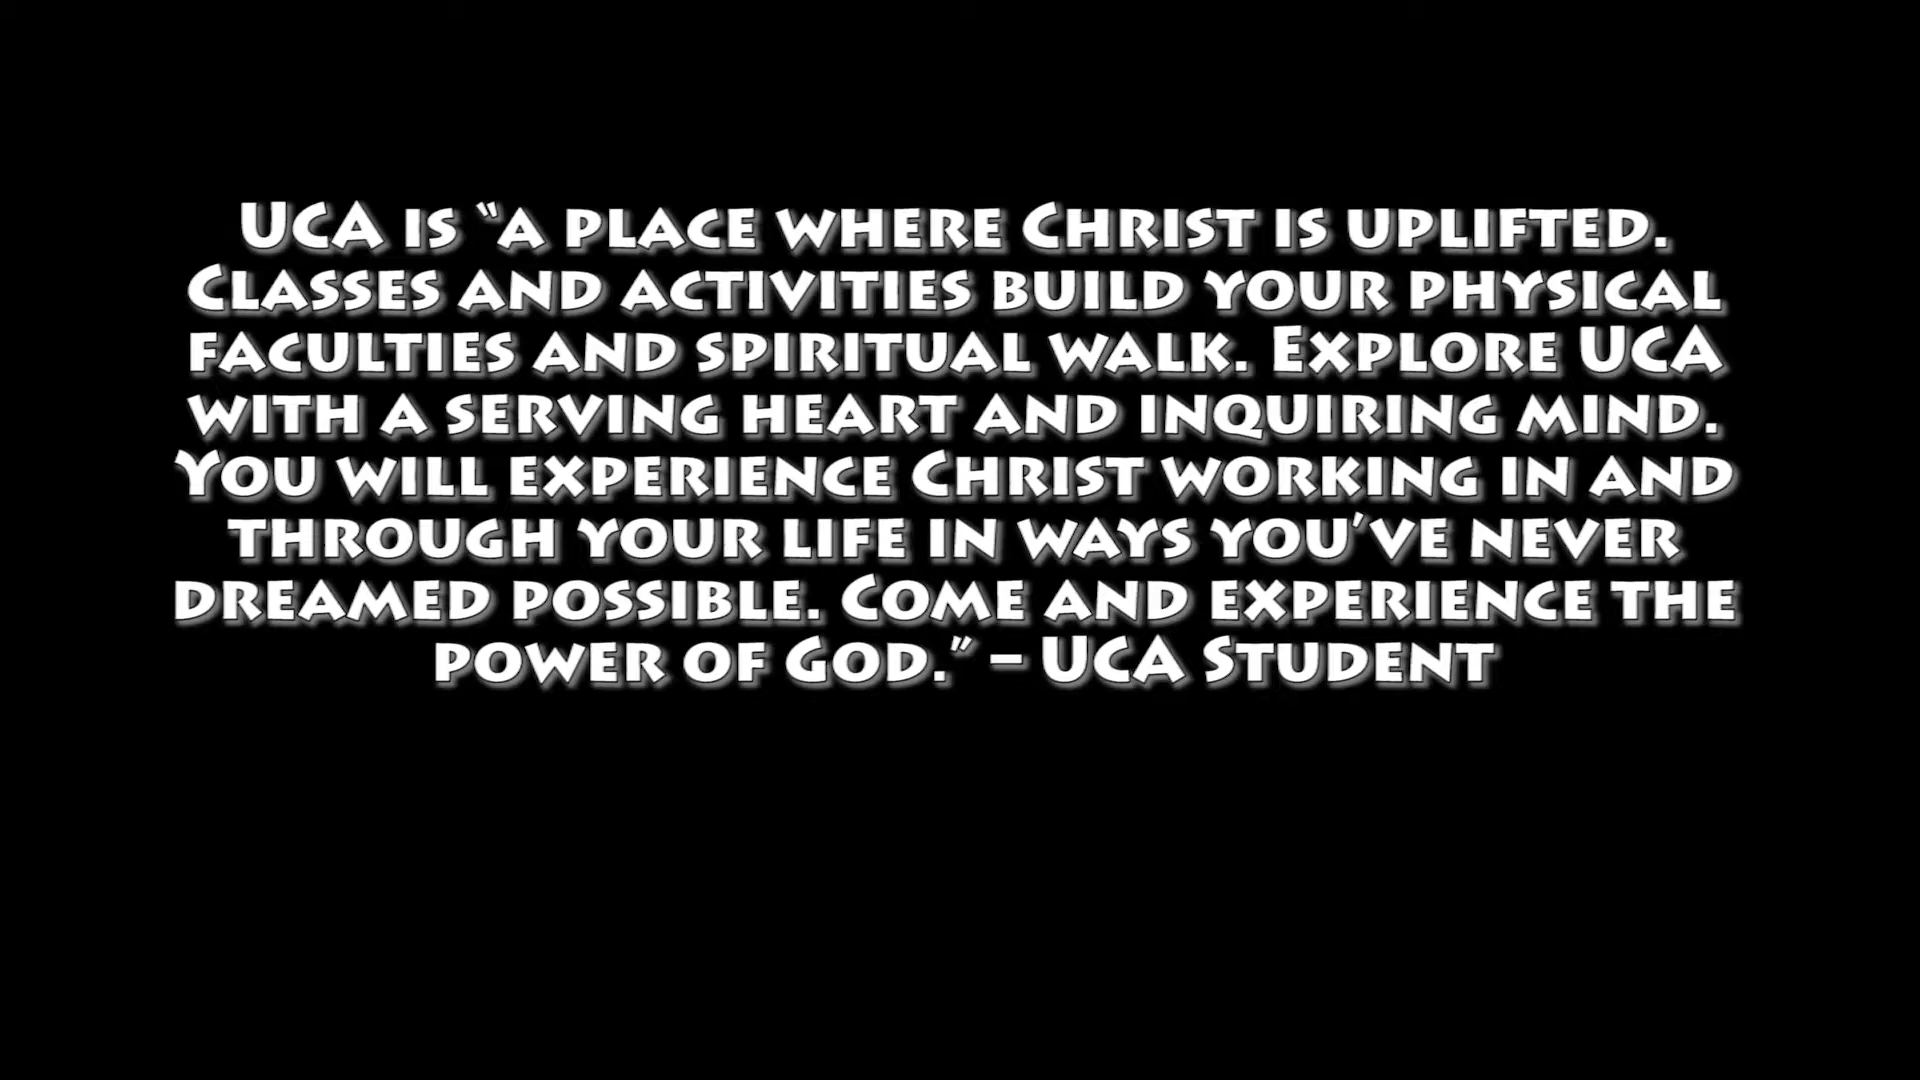 UCA is "a place where Christ is uplifted.
Classes and activities build your physical
faculties and spiritual walk. Explore UCA
with a serving heart and inquiring mind.
You will experience Christ working in and
through your life in ways you've never
dreamed possible. Come and experience the
power of God." – UCA Student